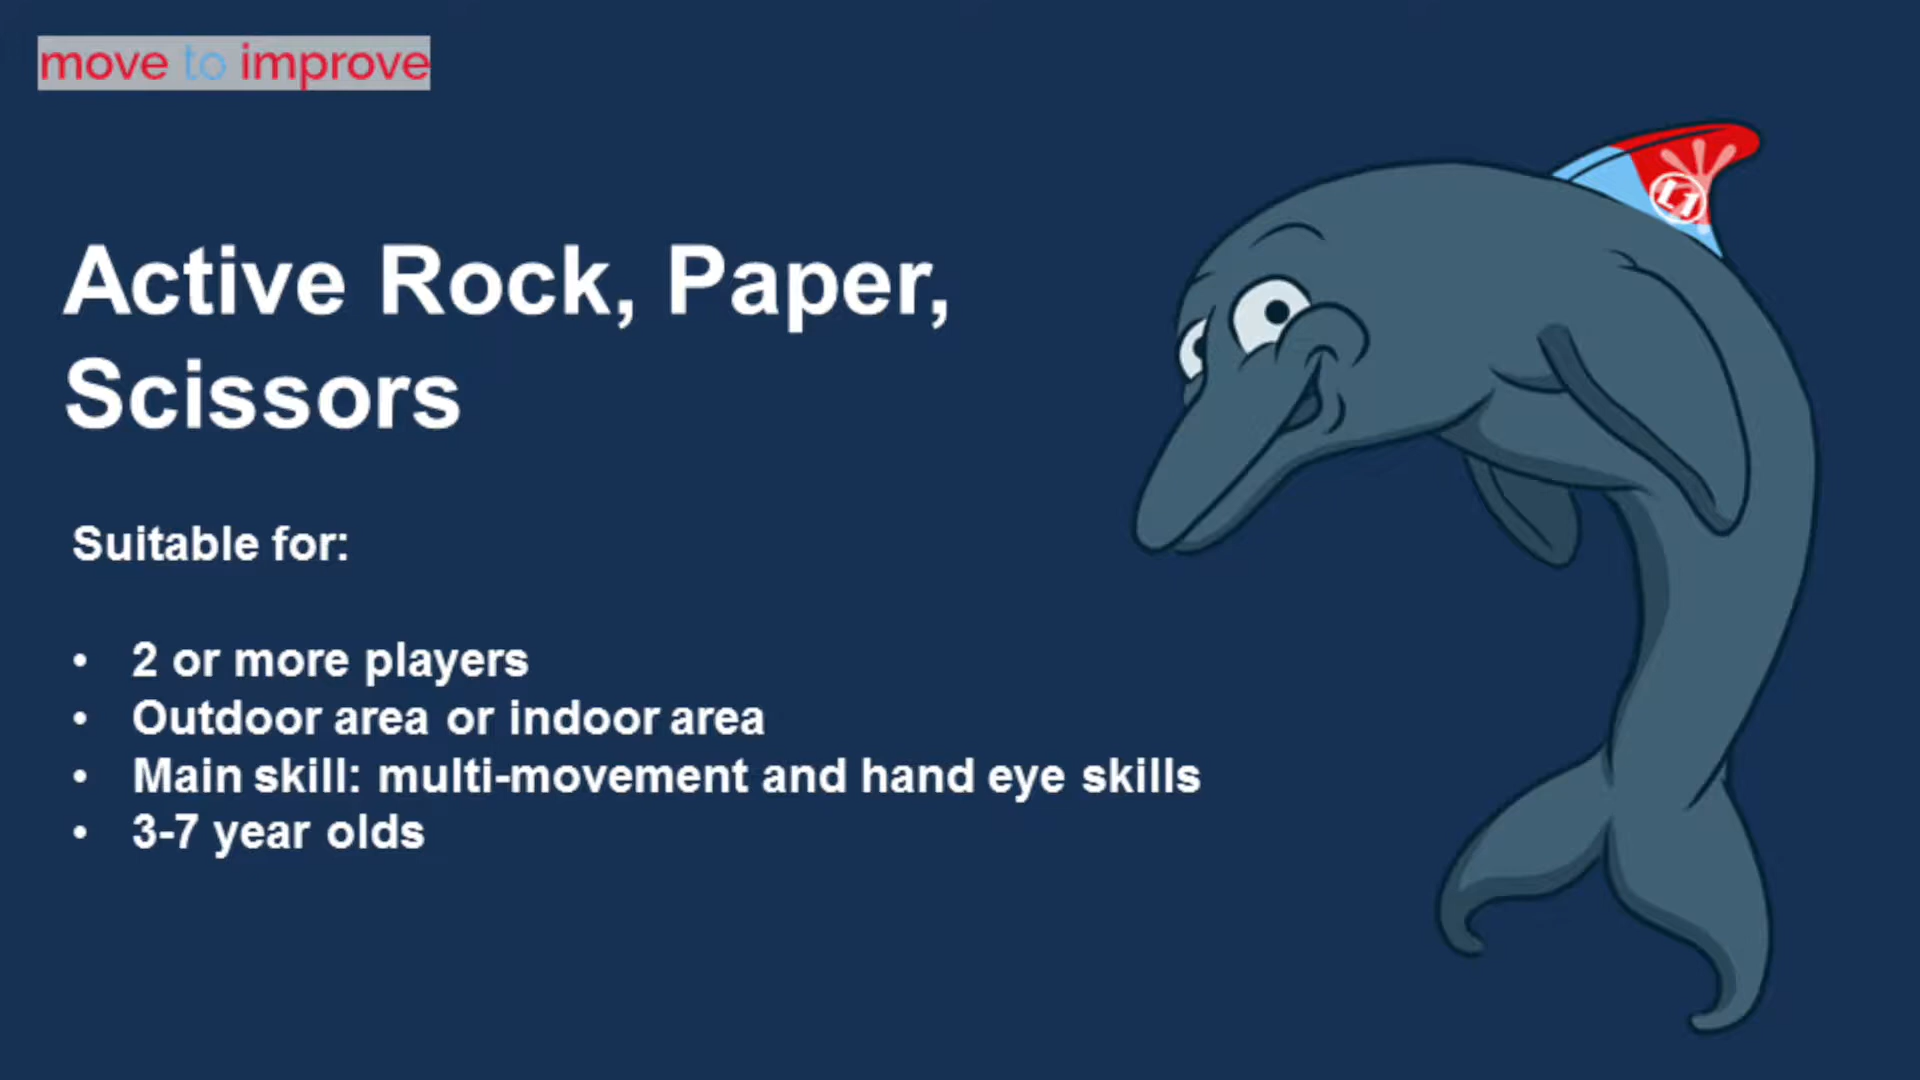 move to improve
Active Rock, Paper,
Scissors
Suitable for:
• 2 or more players
• Outdoor area or indoor area
• Main skill: multi-movement and hand eye skills
• 3-7 year olds
L1